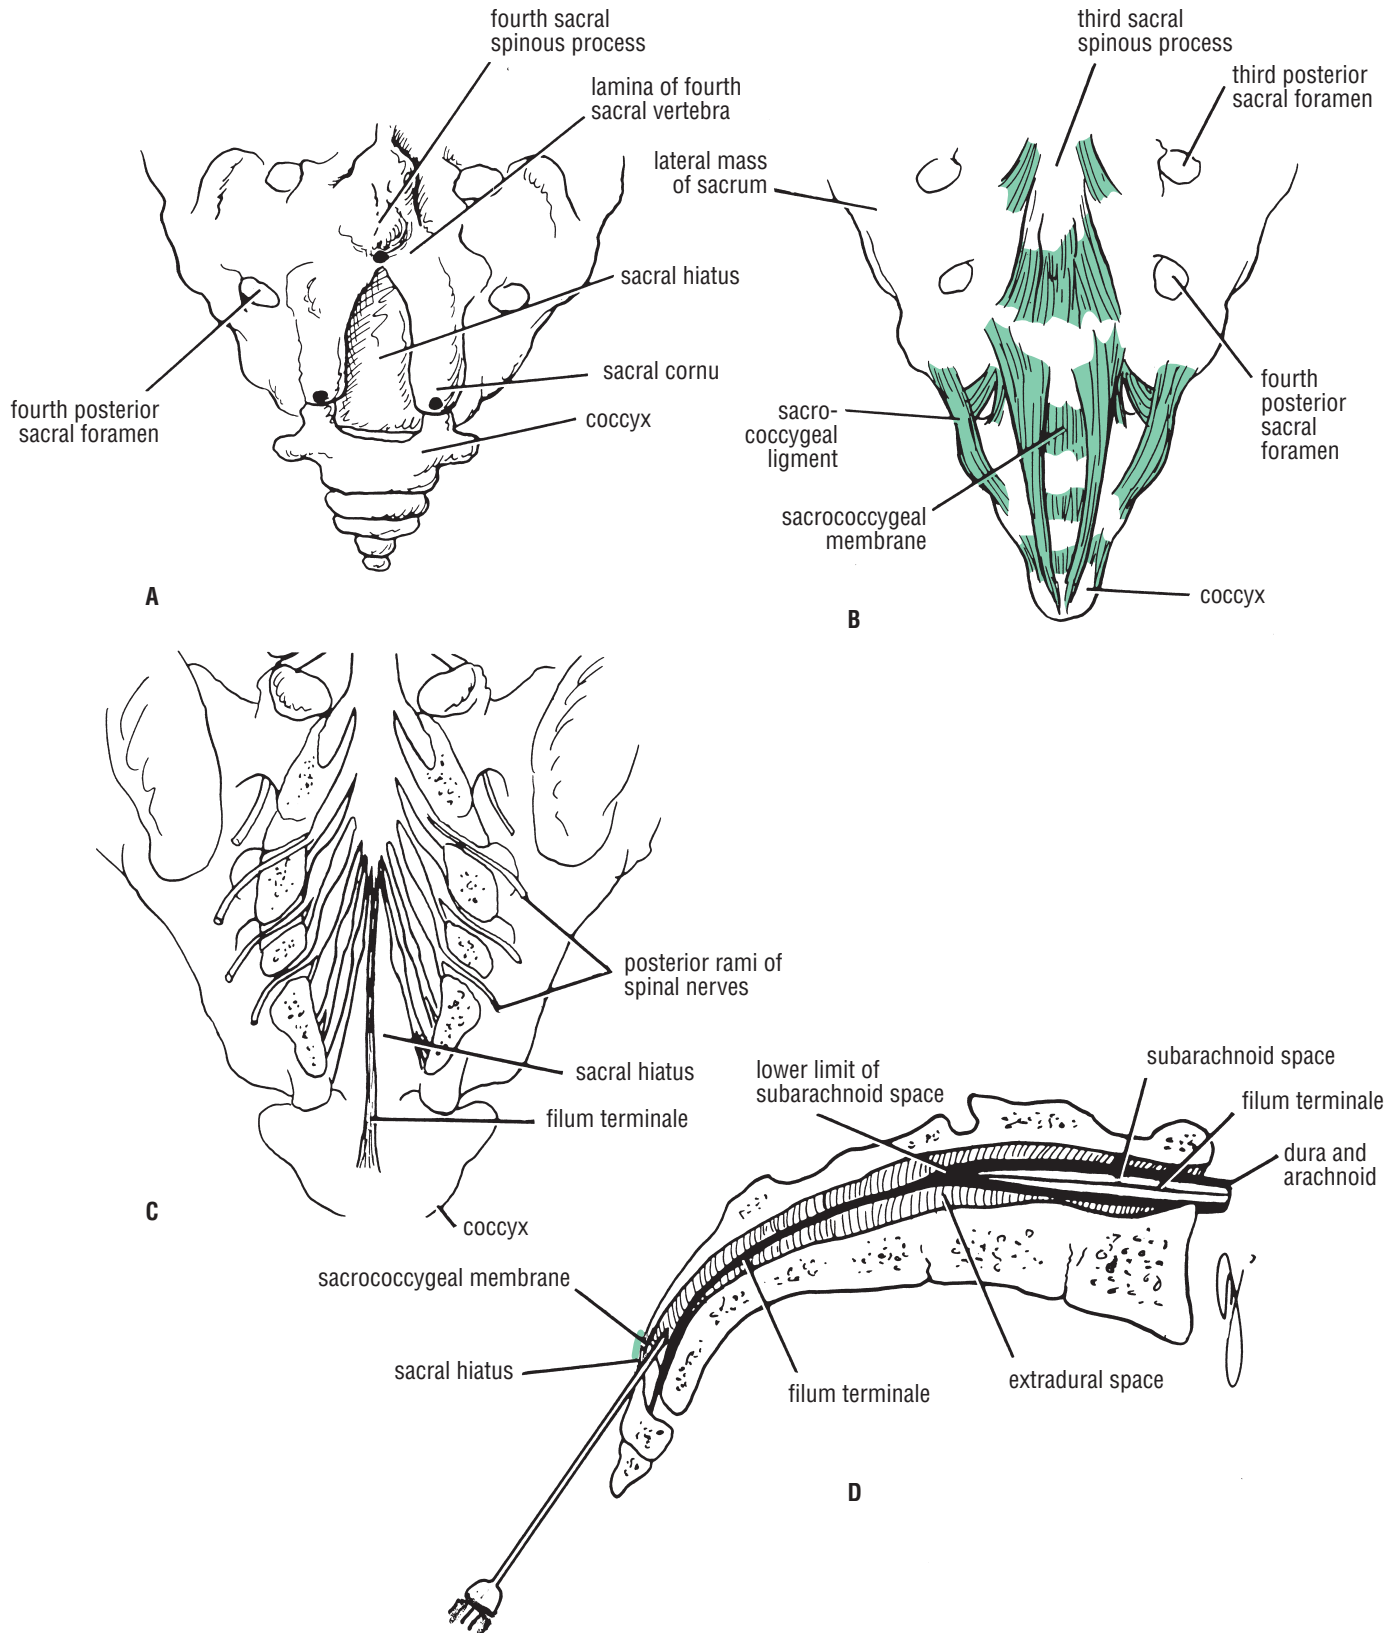 fourth sacral
spinous process
lamina of fourth
sacral vertebra
sacral hiatus
sacral cornu
coccyx
fourth posterior
sacral foramen
A
third sacral
spinous process
third posterior
sacral foramen
lateral mass
of sacrum
sacro-
coccygeal
ligment
sacrococcygeal
membrane
fourth
posterior
sacral
foramen
coccyx
B
posterior rami of
spinal nerves
sacral hiatus
filum terminale
coccyx
C
lower limit of
subarachnoid space
subarachnoid space
filum terminale
dura and
arachnoid
sacrococcygeal membrane
sacral hiatus
filum terminale
extradural space
D